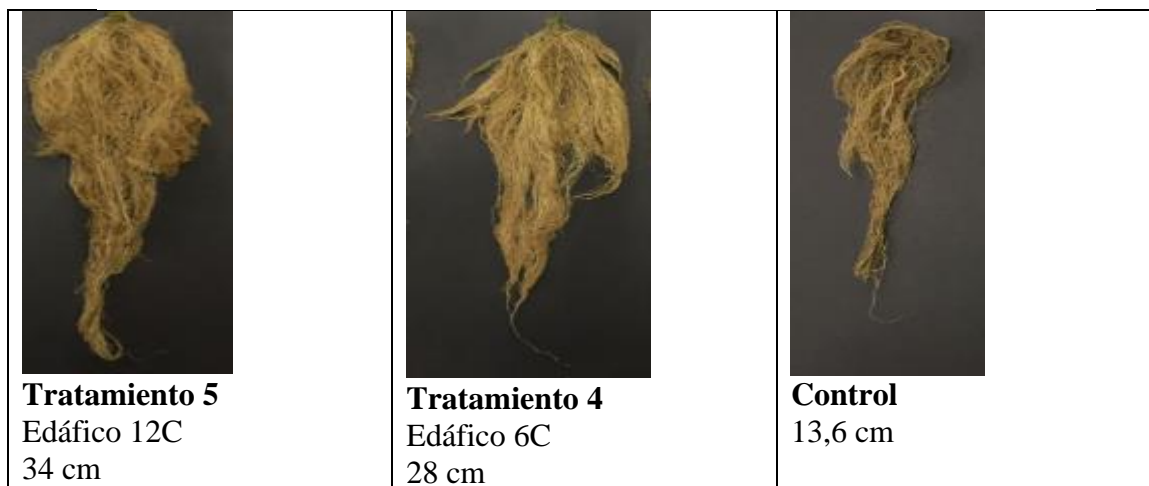 Tratamiento 5
Edáfico 12C
34 cm
Tratamiento 4
Edáfico 6C
28 cm
Control
13,6 cm